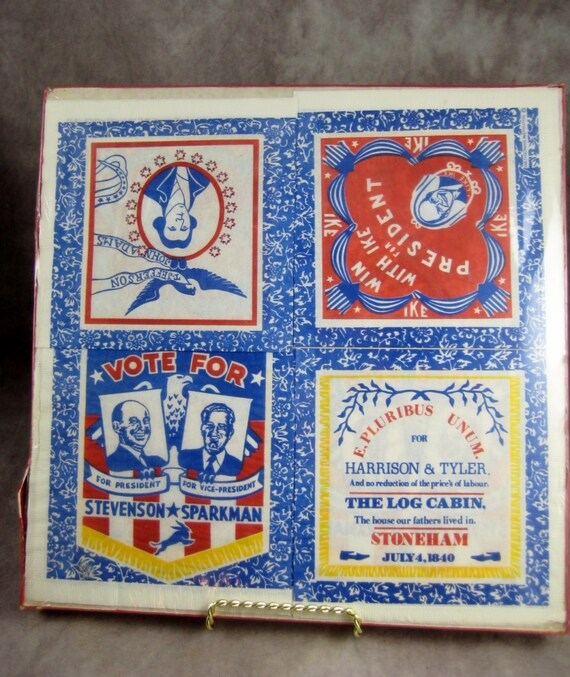 JOHN ADAMS
JEFFERSON
IKE
IKE
IKE
IKE
WIN
WITH IKE
FOR
PRESIDENT
VOTE FOR
FOR PRESIDENT
FOR VICE-PRESIDENT
STEVENSON★SPARKMAN
E. PLURIBUS UNUM.
FOR
HARRISON & TYLER.
And no reduction of the price's of labour.
THE LOG CABIN,
The house our fathers lived in.
STONEHAM
JULY 4, 1840